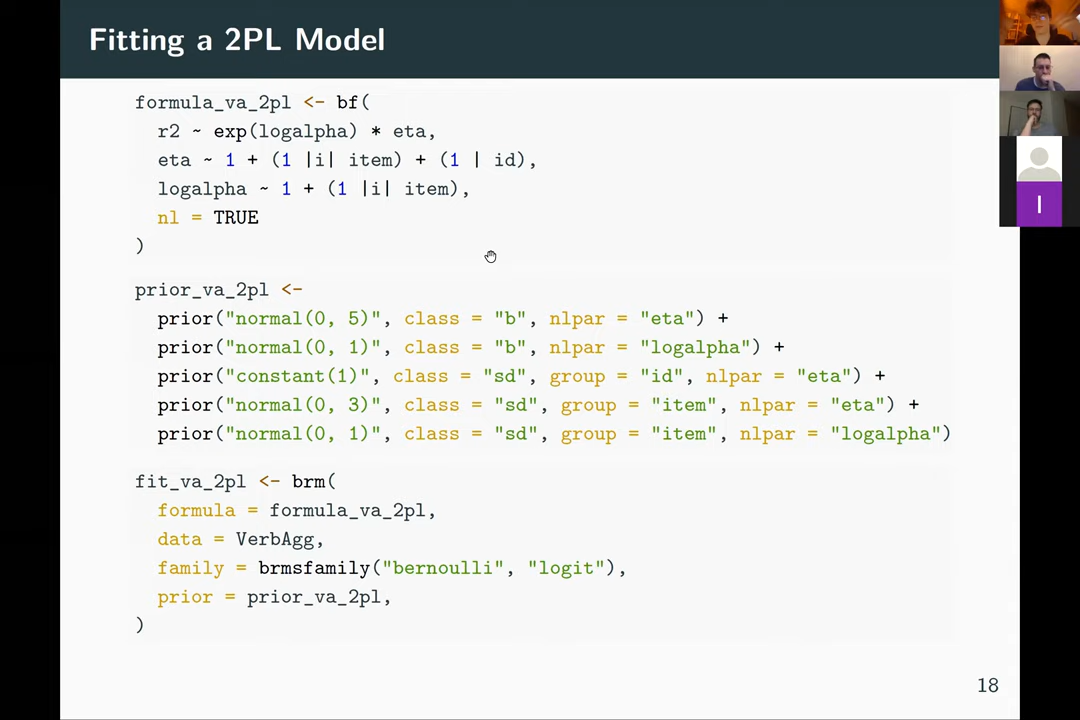 Fitting a 2PL Model
formula_va_2pl <- bf(
  r2 ~ exp(logalpha) * eta,
  eta ~ 1 + (1 |i| item) + (1 | id),
  logalpha ~ 1 + (1 |i| item),
  nl = TRUE
)
prior_va_2pl <-
  prior("normal(0, 5)", class = "b", nlpar = "eta") +
  prior("normal(0, 1)", class = "b", nlpar = "logalpha") +
  prior("constant(1)", class = "sd", group = "id", nlpar = "eta") +
  prior("normal(0, 3)", class = "sd", group = "item", nlpar = "eta") +
  prior("normal(0, 1)", class = "sd", group = "item", nlpar = "logalpha")
fit_va_2pl <- brm(
  formula = formula_va_2pl,
  data = VerbAgg,
  family = brmsfamily("bernoulli", "logit"),
  prior = prior_va_2pl,
)
18
I